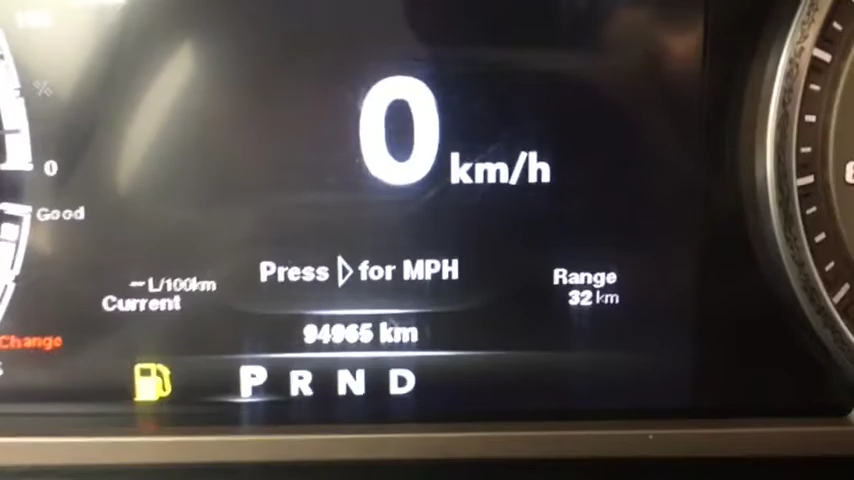 %
0
0
km/h
Good
Press ▷ for MPH
-- L/100km
Current
Range
32 km
94965 km
Change
P R N D